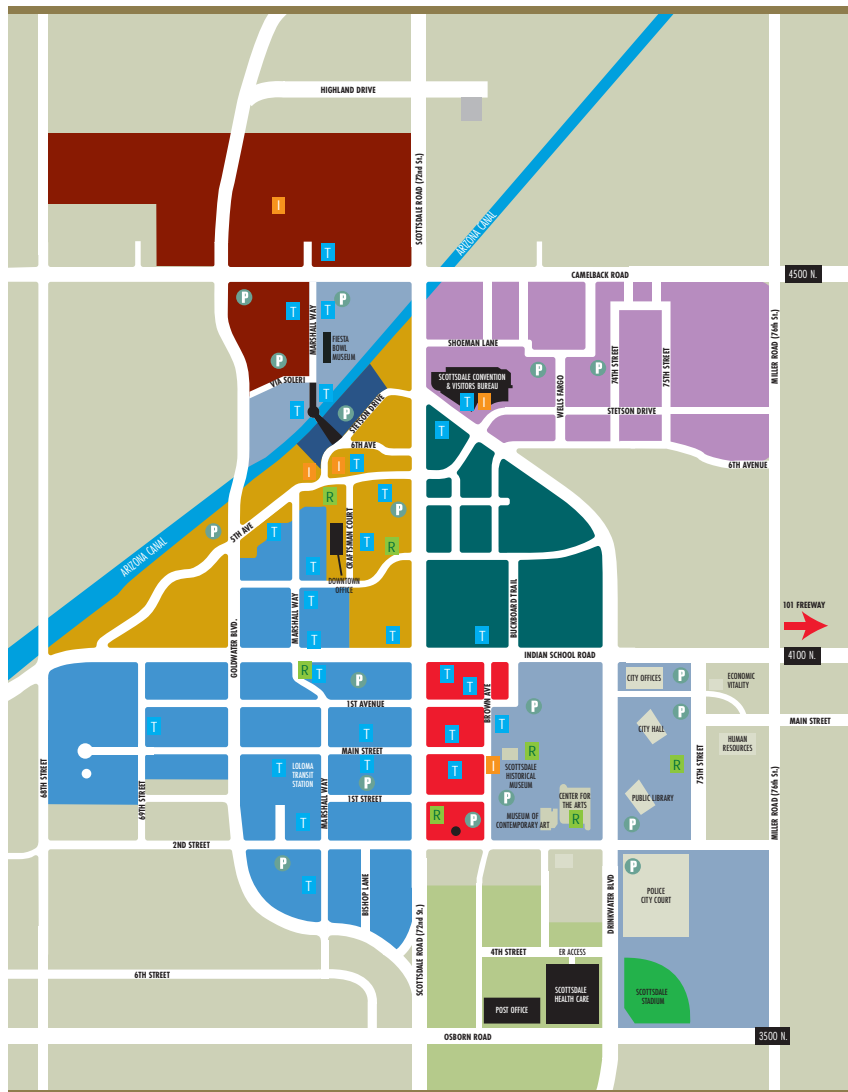 HIGHLAND DRIVE
SCOTTSDALE ROAD (72nd St.)
ARIZONA CANAL
I
T
CAMELBACK ROAD
4500 N.
P
T
T
P
MARSHALL WAY
FIESTA
BOWL
MUSEUM
SHOEMAN LANE
MILLER ROAD (76th St.)
P
VIA SOLERI
P
P
74TH STREET
75TH STREET
SCOTTSDALE CONVENTION
& VISITORS BUREAU
WELLS FARGO
T
T
P
STETSON DRIVE
T
I
STETSON DRIVE
T
6TH AVE
I
I
T
6TH AVENUE
R
T
P
5TH AVE
P
T
CRAFTSMAN COURT
T
R
ARIZONA CANAL
T
DOWNTOWN
OFFICE
BUCKBOARD TRAIL
T
MARSHALL WAY
T
T
T
101 FREEWAY
GOLDWATER BLVD.
INDIAN SCHOOL ROAD
4100 N.
R
T
P
T
T
CITY OFFICES
P
ECONOMIC
VITALITY
1ST AVENUE
BROWN AVE
P
P
T
T
T
T
CITY HALL
MAIN STREET
HUMAN
RESOURCES
MAIN STREET
R
68TH STREET
T
LOLOMA
TRANSIT
STATION
T
T
I
SCOTTSDALE
HISTORICAL
MUSEUM
R
75TH STREET
P
69TH STREET
MARSHALL WAY
1ST STREET
P
CENTER FOR
THE ARTS
PUBLIC LIBRARY
MILLER ROAD (76th St.)
T
R
P
MUSEUM OF
CONTEMPORARY ART
R
P
2ND STREET
P
T
BISHOP LANE
P
POLICE
CITY COURT
DRINKWATER BLVD
SCOTTSDALE ROAD (72nd St.)
4TH STREET
ER ACCESS
6TH STREET
SCOTTSDALE
HEALTH CARE
SCOTTSDALE
STADIUM
POST OFFICE
OSBORN ROAD
3500 N.